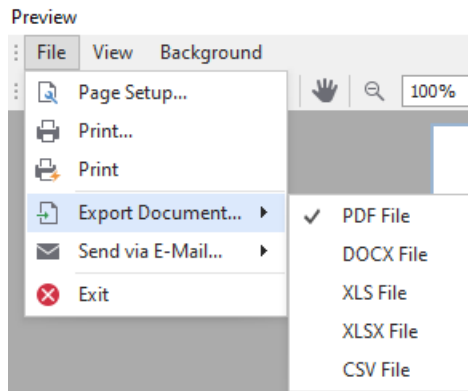 Preview
File View Background
Page Setup...
100%
Print...
Print
Export Document...
PDF File
DOCX File
Send via E-Mail...
Exit
XLS File
XLSX File
CSV File